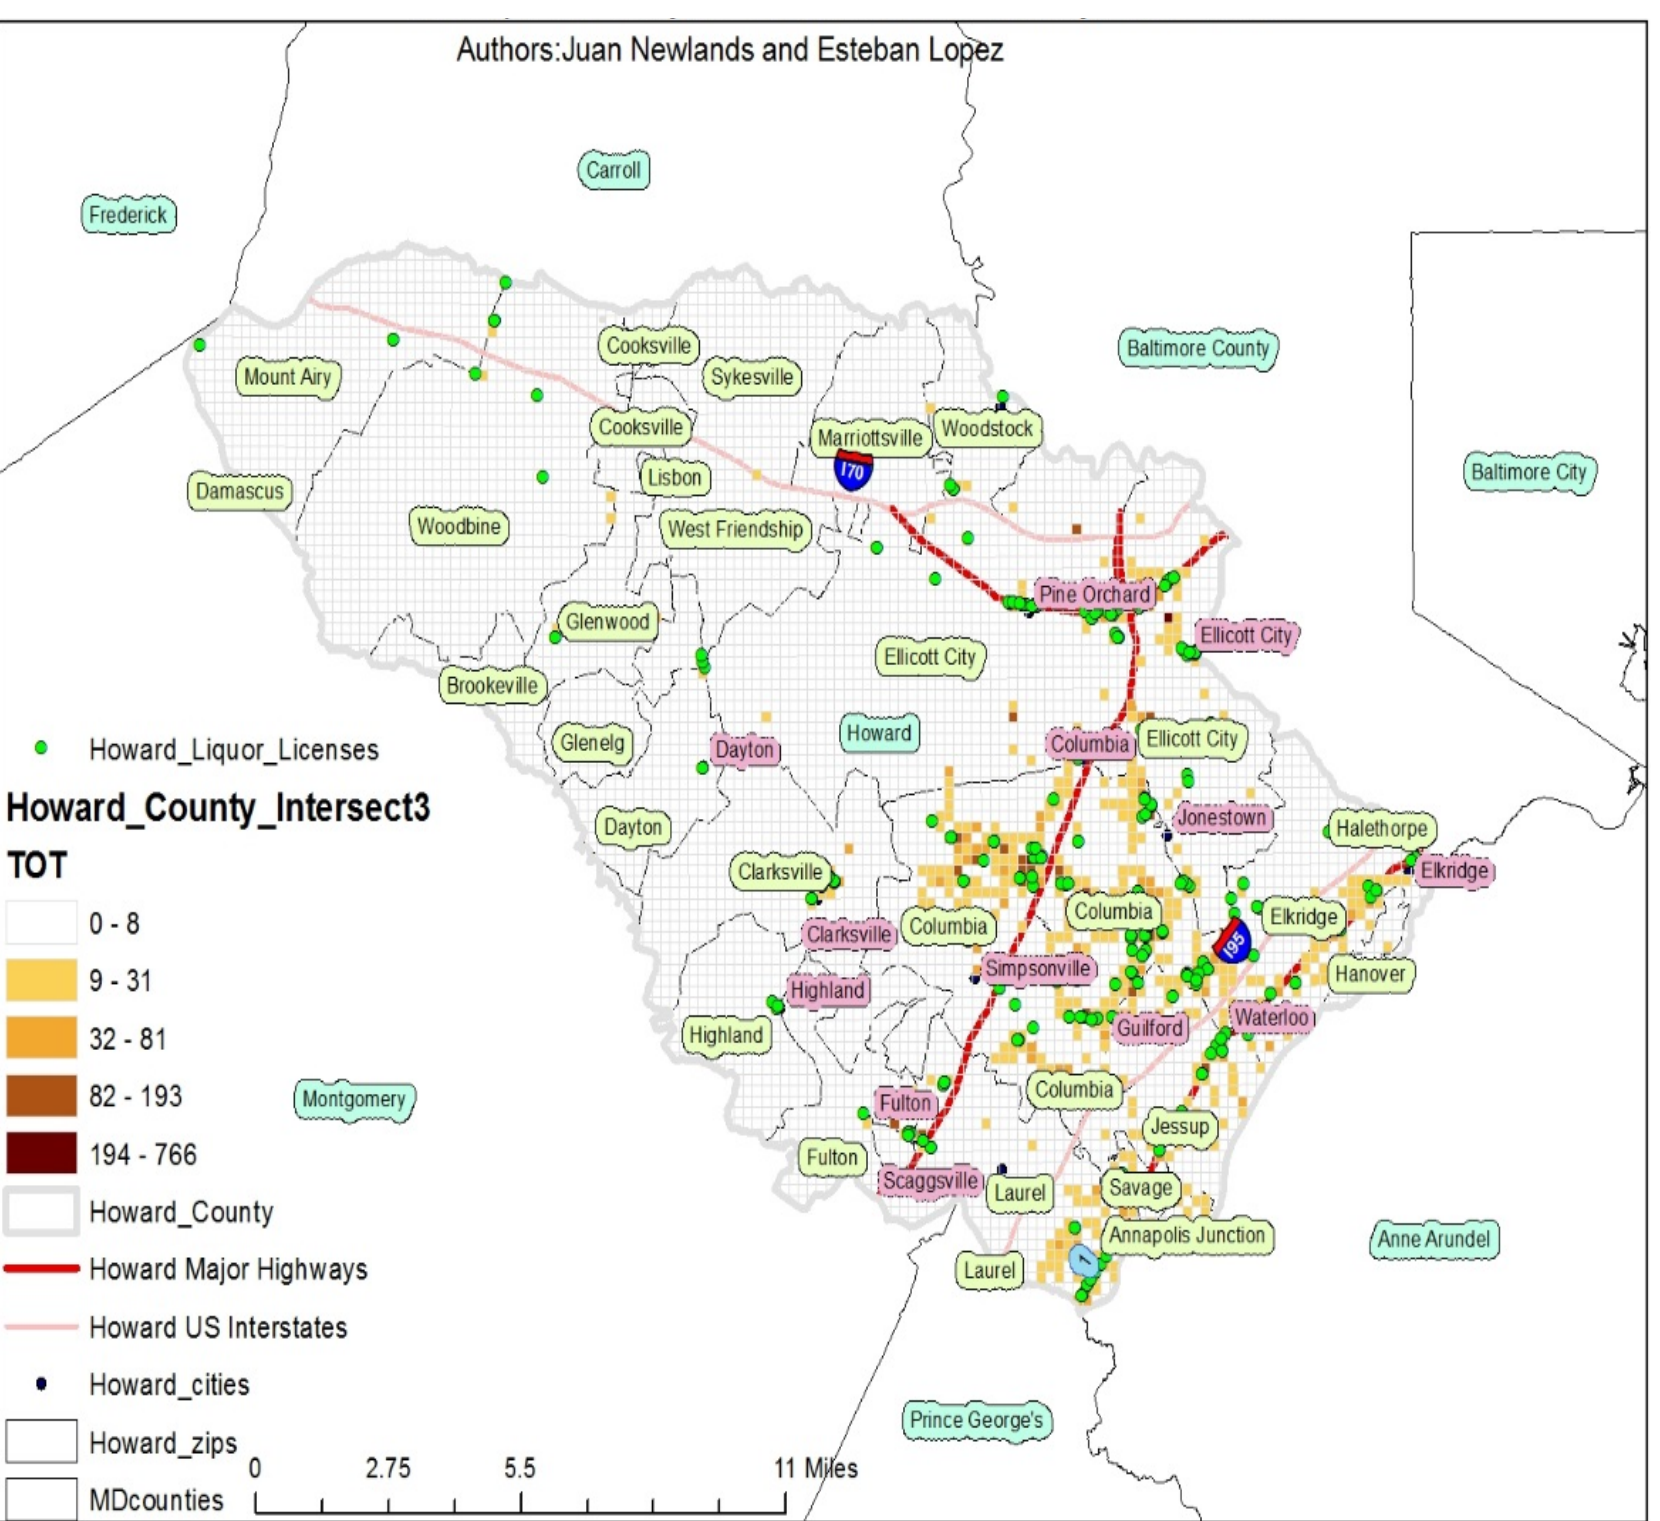 Authors:Juan Newlands and Esteban Lopez
Carroll
Frederick
Baltimore County
Cooksville
Mount Airy
Sykesville
Cooksville
Marriottsville
Woodstock
I70
Lisbon
Baltimore City
Damascus
Woodbine
West Friendship
Pine Orchard
Glenwood
Ellicott City
Ellicott City
Brookeville
Glenelg
Dayton
Howard
Columbia
Ellicott City
Jonestown
Dayton
Halethorpe
Clarksville
Elkridge
Columbia
Columbia
Elkridge
Clarksville
I95
Simpsonville
Hanover
Highland
Highland
Guilford
Waterloo
Montgomery
Columbia
Fulton
Jessup
Fulton
Scaggsville
Laurel
Savage
Annapolis Junction
Anne Arundel
Laurel
1
Prince George's
Howard_Liquor_Licenses
Howard_County_Intersect3
TOT
0 - 8
9 - 31
32 - 81
82 - 193
194 - 766
Howard_County
Howard Major Highways
Howard US Interstates
Howard_cities
Howard_zips
MDcounties
0 2.75 5.5 11 Miles